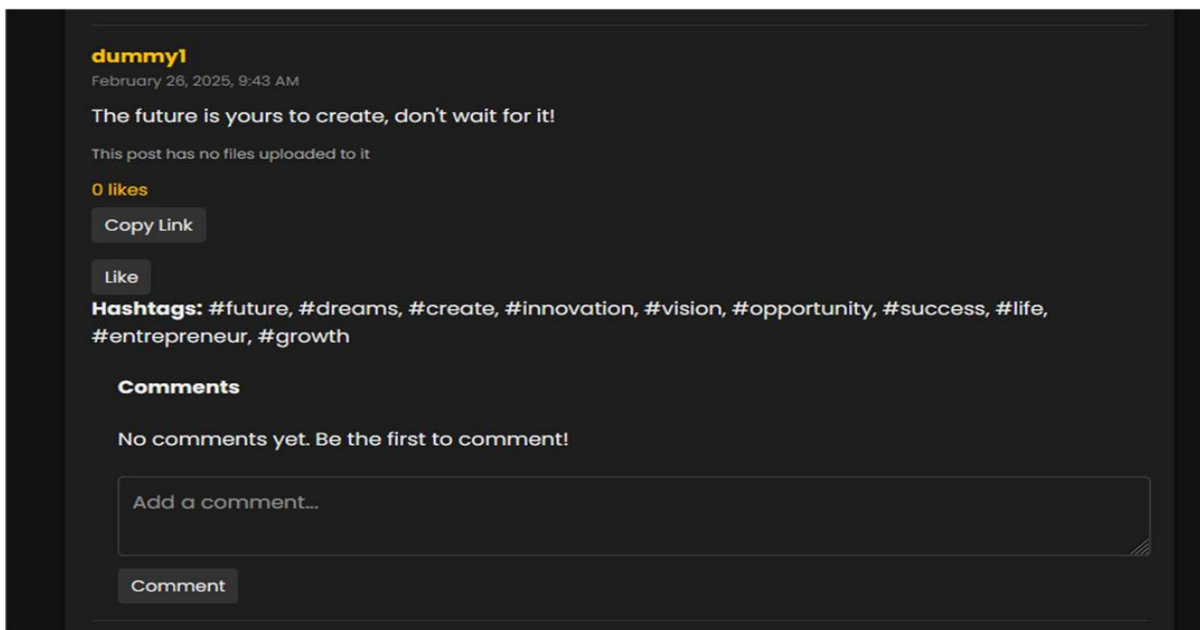 dummy1
February 26, 2025, 9:43 AM
The future is yours to create, don't wait for it!
This post has no files uploaded to it
0 likes
Copy Link
Like
Hashtags: #future, #dreams, #create, #innovation, #vision, #opportunity, #success, #life,
#entrepreneur, #growth
Comments
No comments yet. Be the first to comment!
Add a comment...
Comment